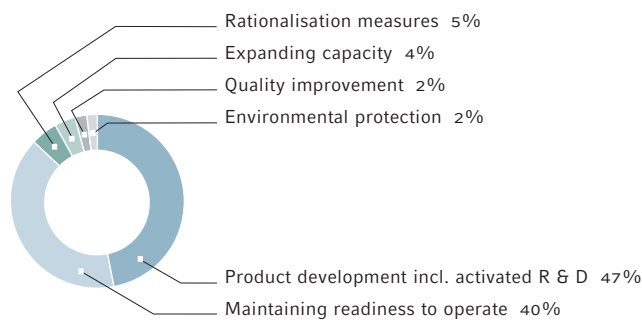 Rationalisation measures 5%
Expanding capacity 4%
Quality improvement 2%
Environmental protection 2%
Product development incl. activated R & D 47%
Maintaining readiness to operate 40%